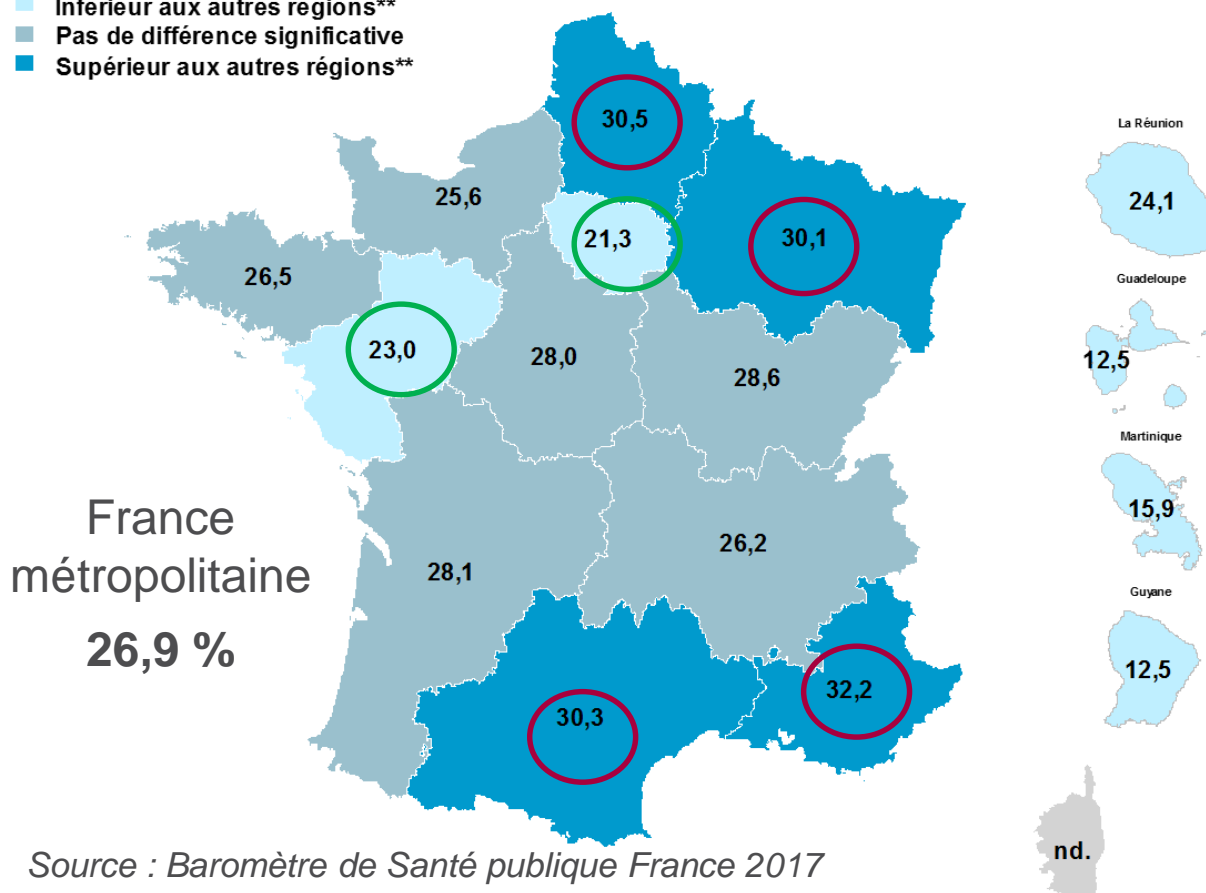 Inférieur aux autres régions**
Pas de différence significative
Supérieur aux autres régions**
30,5
25,6
21,3
30,1
26,5
23,0
28,0
28,6
26,2
28,1
30,3
32,2
France
métropolitaine
26,9 %
La Réunion
24,1
Guadeloupe
12,5
Martinique
15,9
Guyane
12,5
nd.
Source : Baromètre de Santé publique France 2017